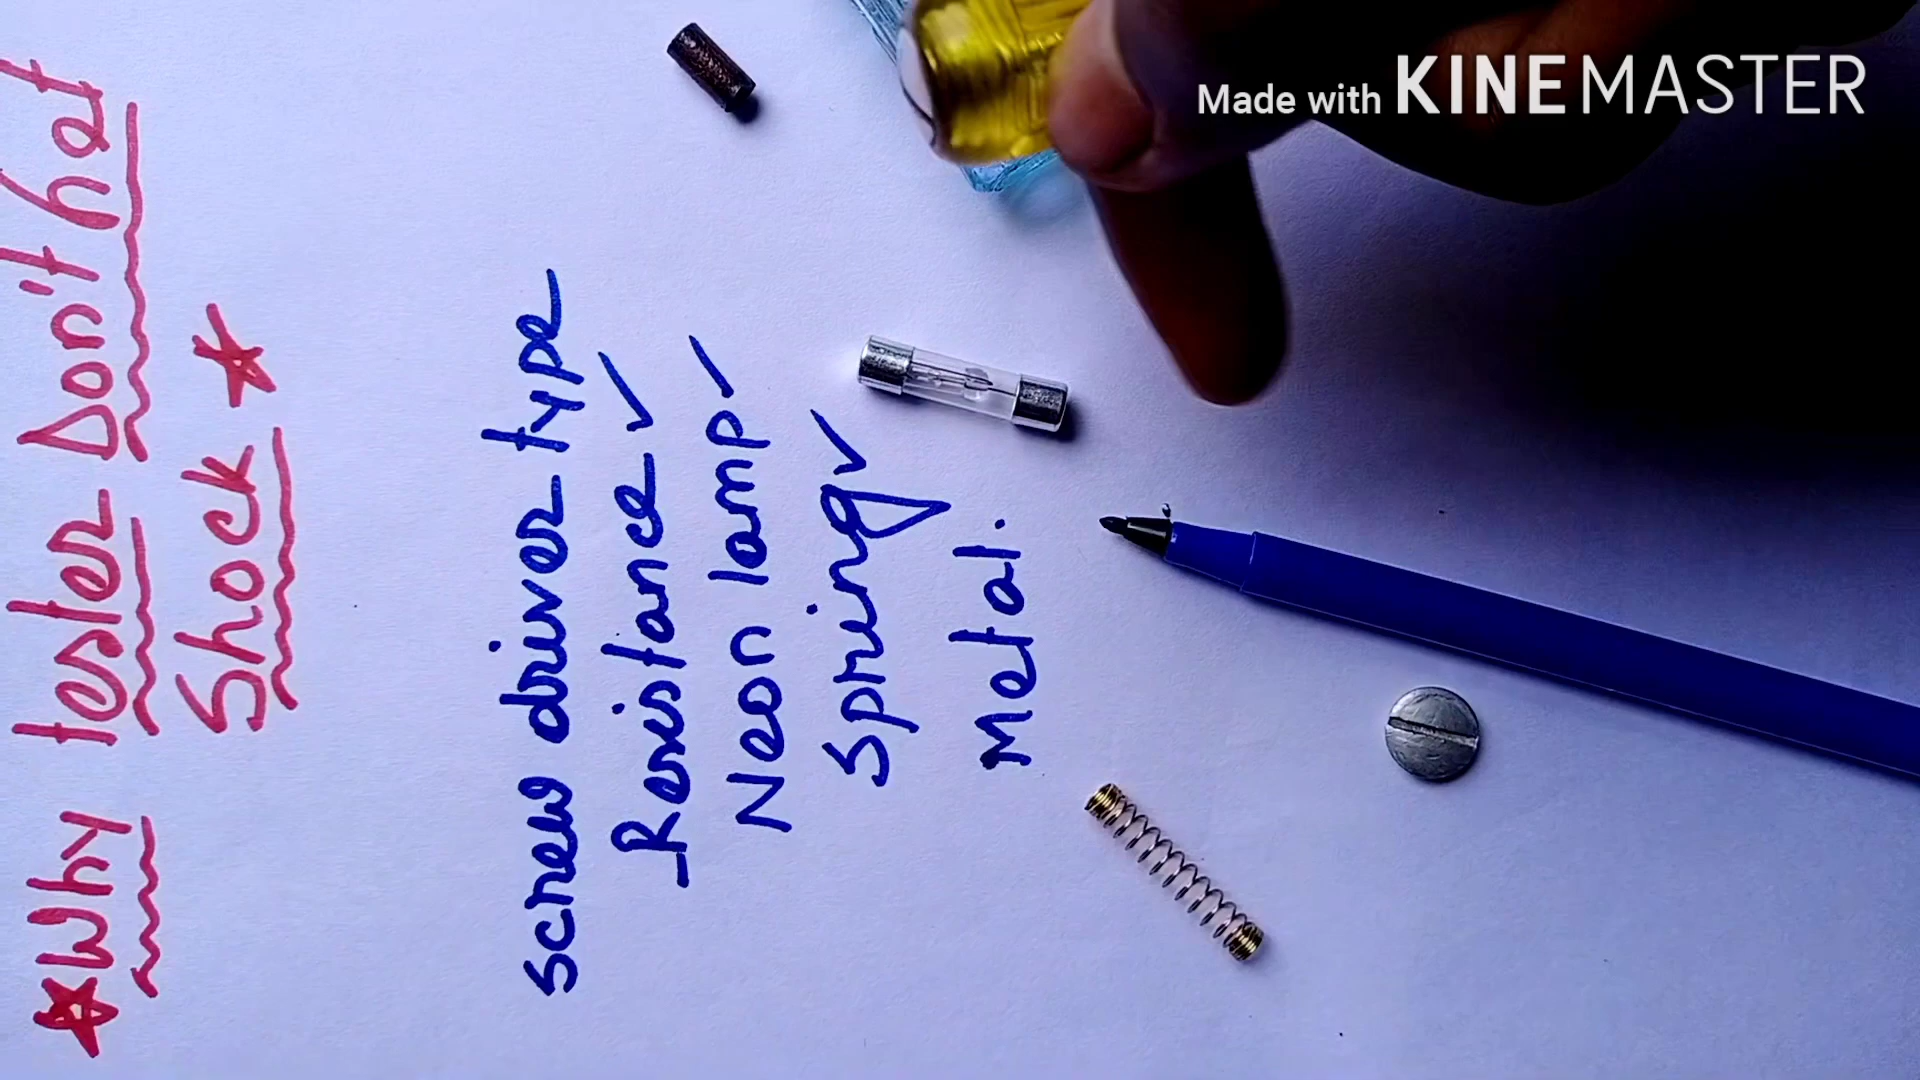 Made with KINEMASTER
Why tester Don't hat
Shock
Screw driver type
Resistance
Neon lamp
Spring
Metal.